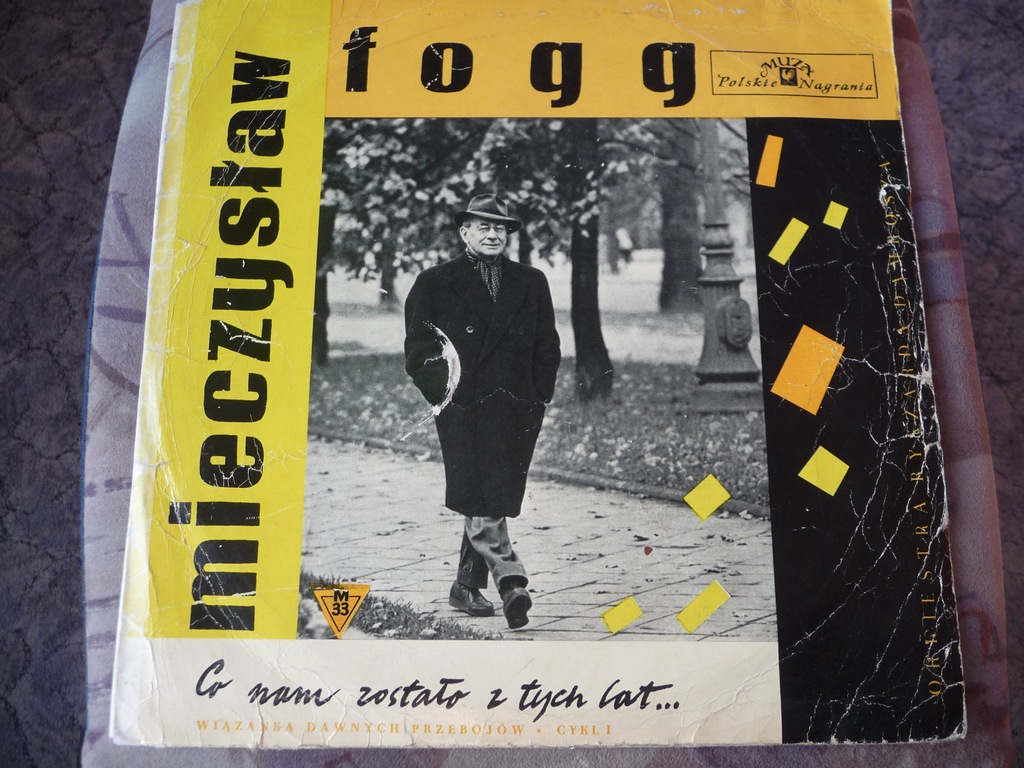 mieczysław
fogg
MUZA
Polskie Nagrania
M
33
Co nam zostało z tych lat...
WIĄZANKA DAWNYCH PRZEBOJÓW • CYKL I
ORKIESTRA RYSZARDA DAMROSZA